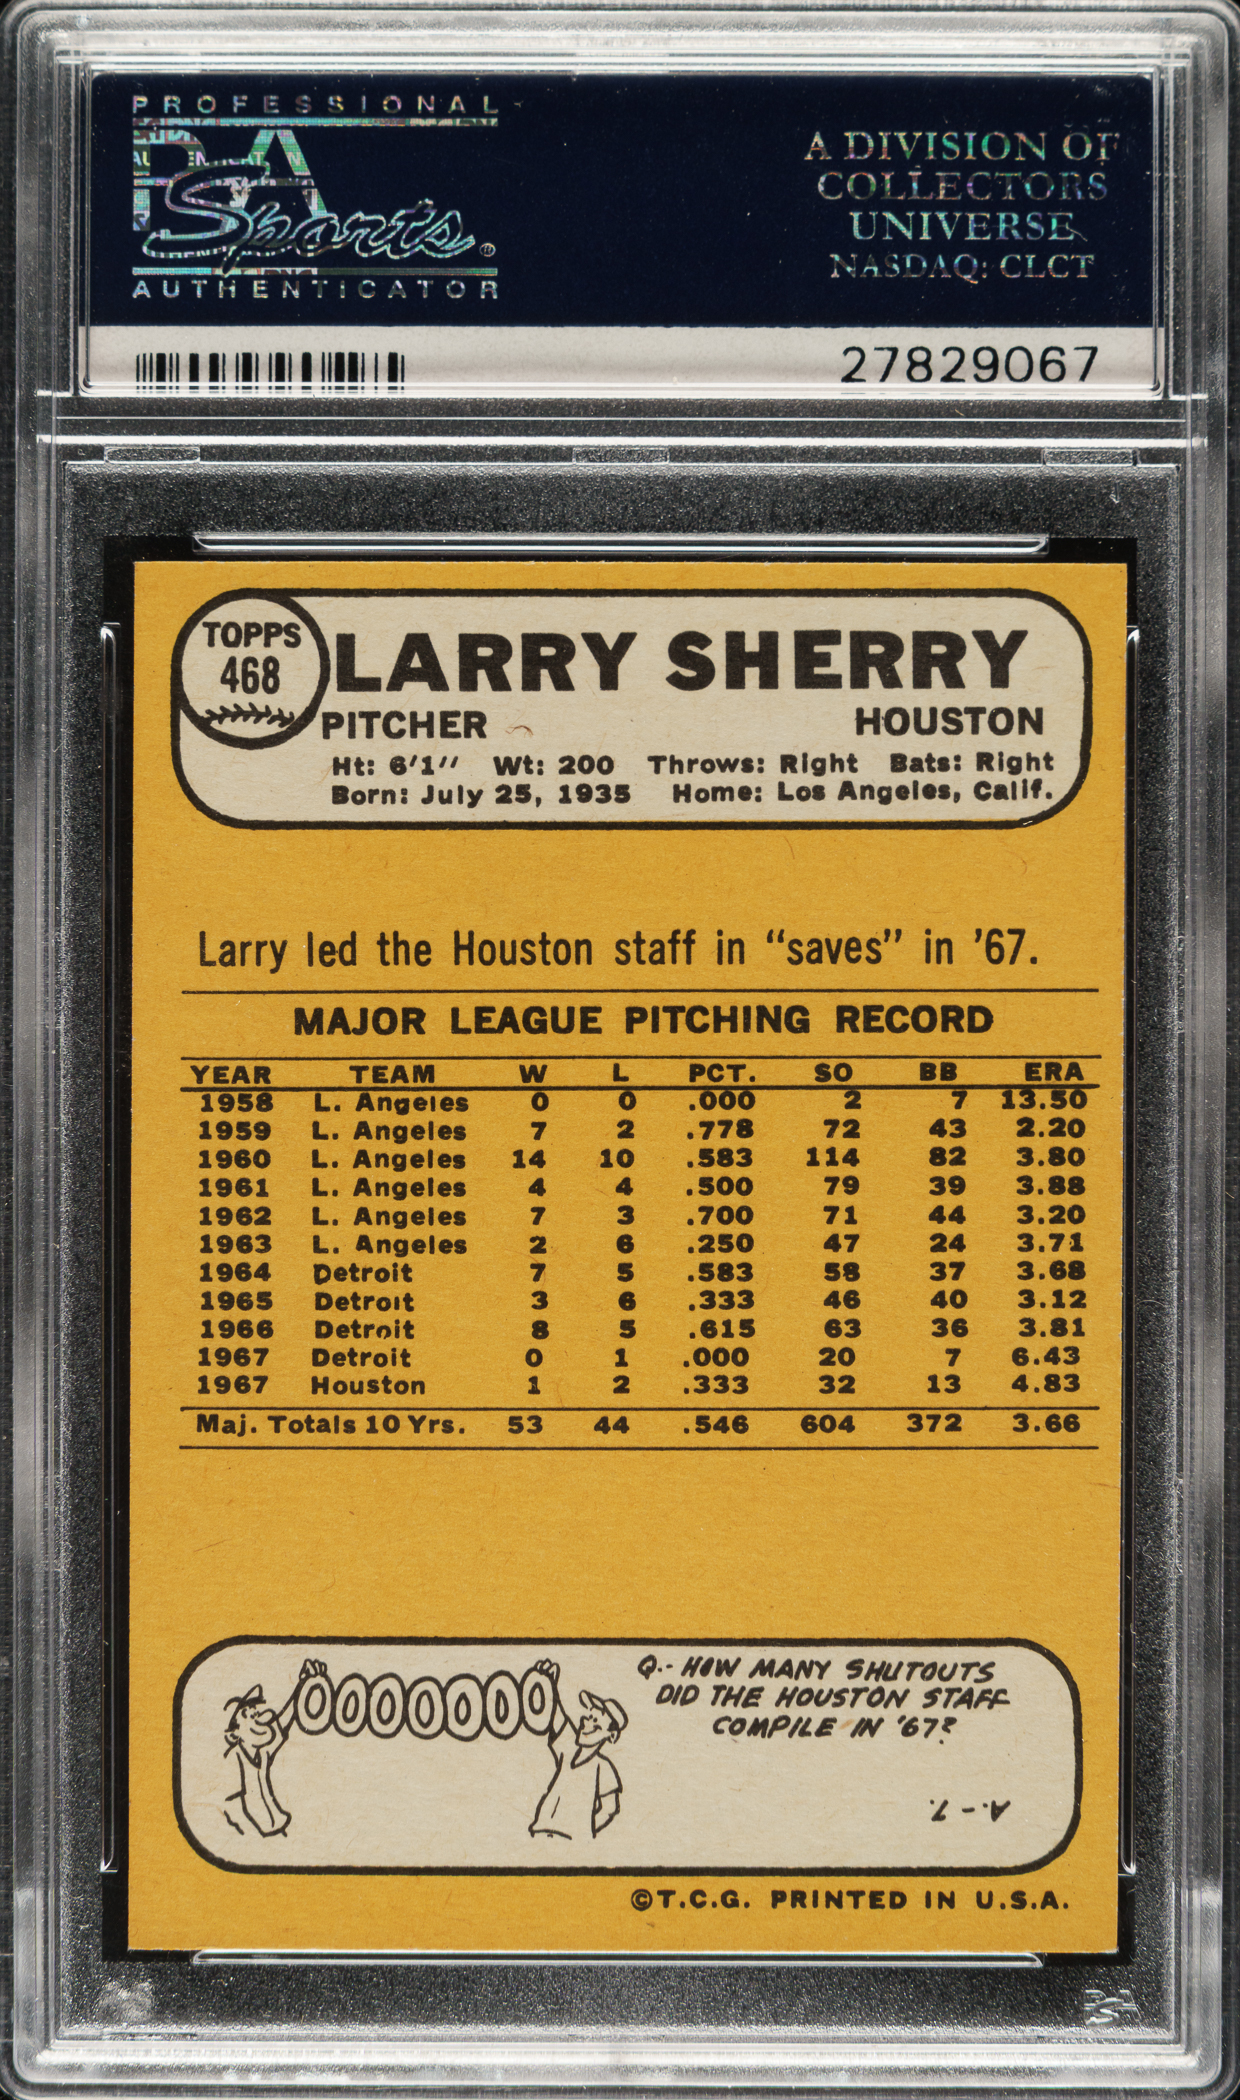 PROFESSIONAL
PSA
Sports
AUTHENTICATOR
A DIVISION OF
COLLECTORS
UNIVERSE
NASDAQ: CLCT
27829067
TOPPS
468
LARRY SHERRY
PITCHER HOUSTON
Ht: 6'1" Wt: 200 Throws: Right Bats: Right
Born: July 25, 1935 Home: Los Angeles, Calif.
Larry led the Houston staff in “saves” in ’67.
MAJOR LEAGUE PITCHING RECORD
YEAR TEAM W L PCT. SO BB ERA
1958 L. Angeles 0 0 .000 2 7 13.50
1959 L. Angeles 7 2 .778 72 43 2.20
1960 L. Angeles 14 10 .583 114 82 3.80
1961 L. Angeles 4 4 .500 79 39 3.88
1962 L. Angeles 7 3 .700 71 44 3.20
1963 L. Angeles 2 6 .250 47 24 3.71
1964 Detroit 7 5 .583 58 37 3.68
1965 Detroit 3 6 .333 46 40 3.12
1966 Detroit 8 5 .615 63 36 3.81
1967 Detroit 0 1 .000 20 7 6.43
1967 Houston 1 2 .333 32 13 4.83
Maj. Totals 10 Yrs. 53 44 .546 604 372 3.66
0000000
Q.- HOW MANY SHUTOUTS
DID THE HOUSTON STAFF
COMPILE IN '67?
A.- 7.
©T.C.G. PRINTED IN U.S.A.
PSA